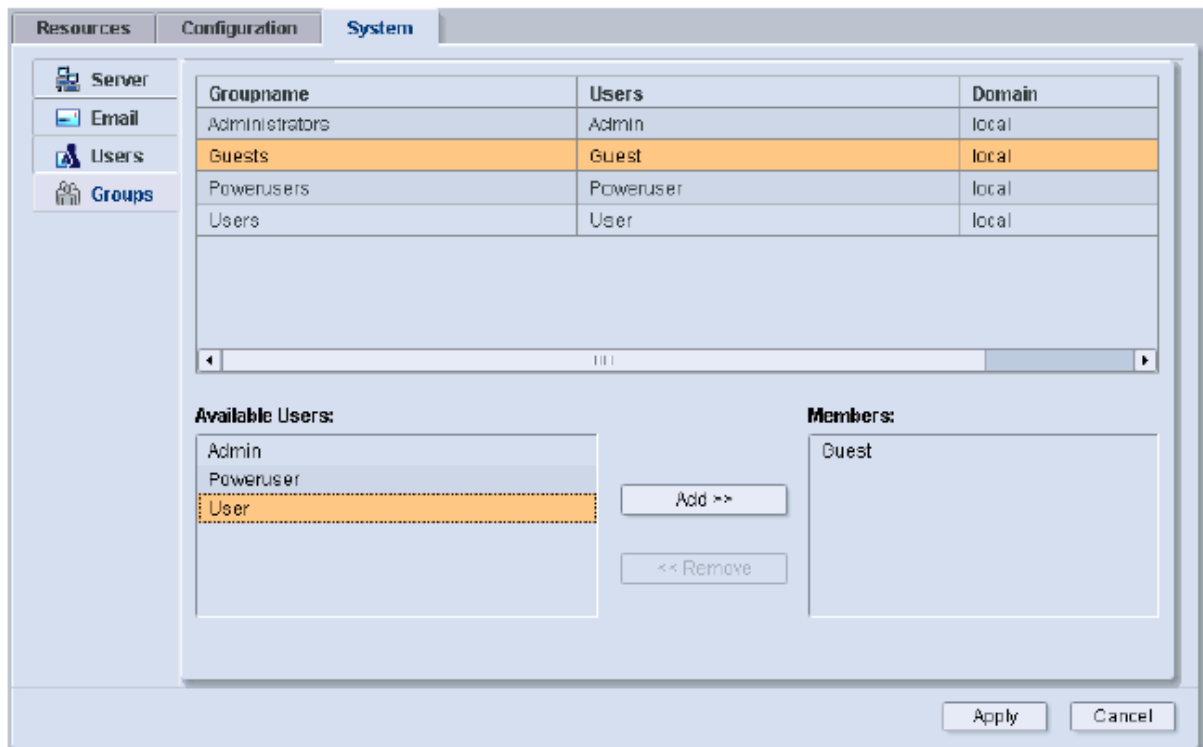 Resources Configuration System
Server
Email
Users
Groups
Groupname Users Domain
Administrators Admin local
Guests Guest local
Powerusers Poweruser local
Users User local
Available Users: Members:
Admin Guest
Poweruser
User
Add >>
<< Remove
Apply Cancel